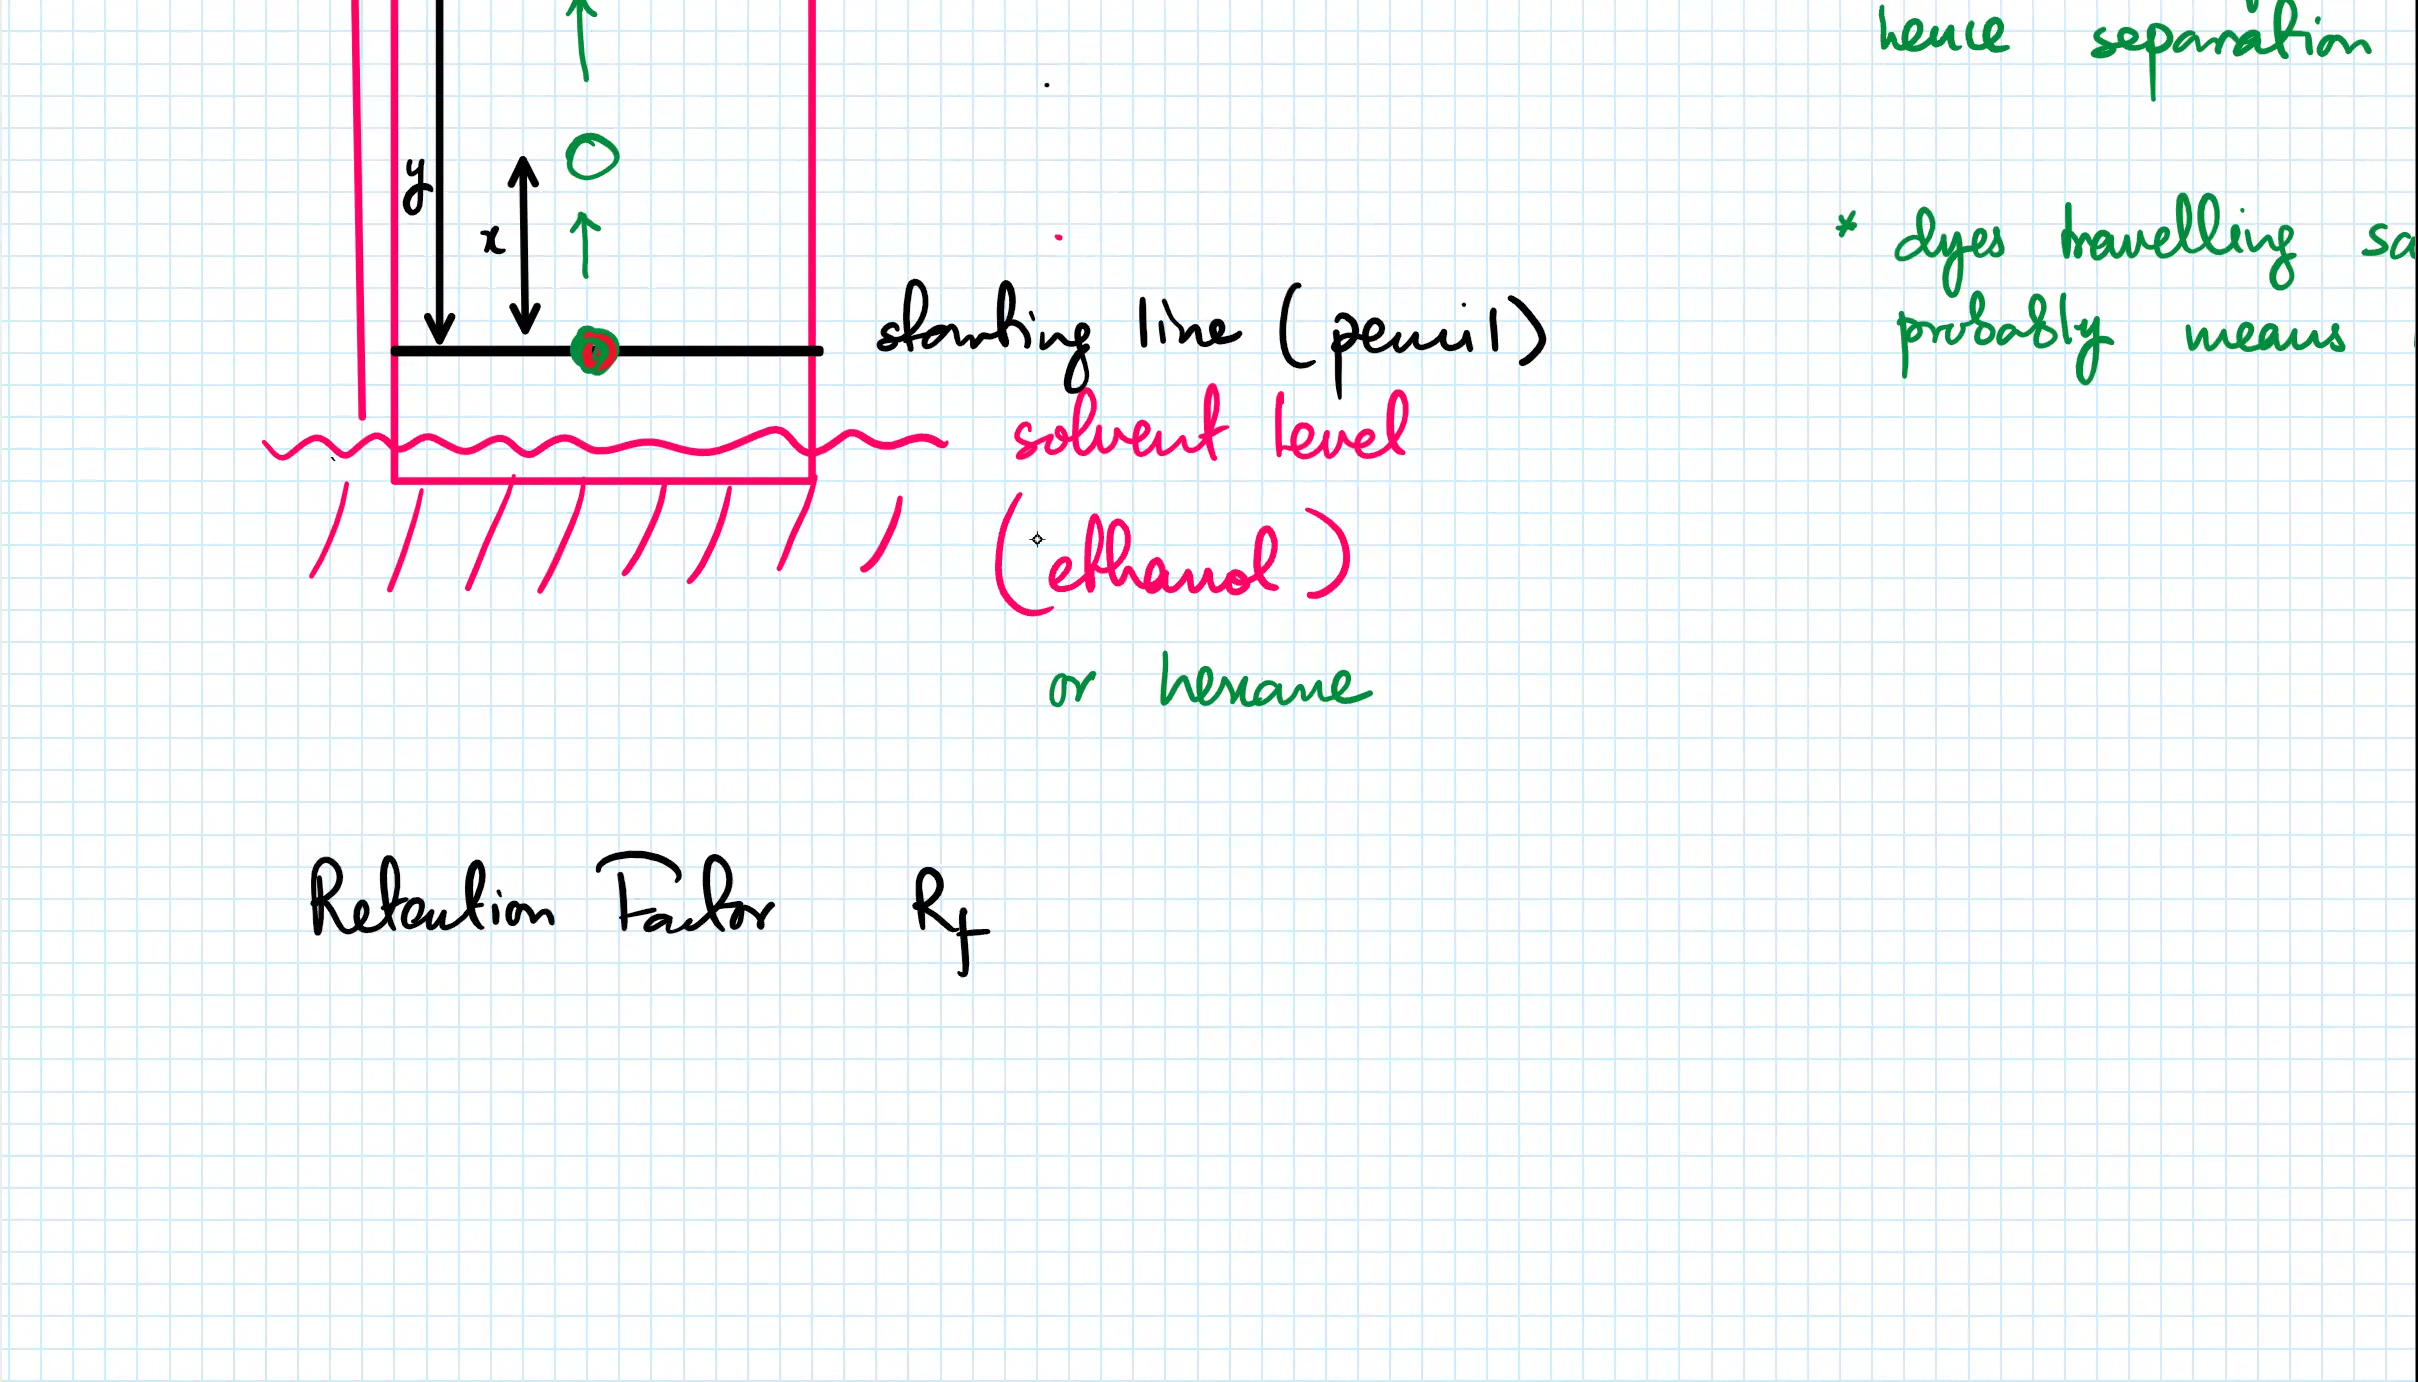 hence separation
y
x
* dyes travelling sa
probably means
starting line (pencil)
solvent level
(ethanol)
or hexane
Retention Factor Rf